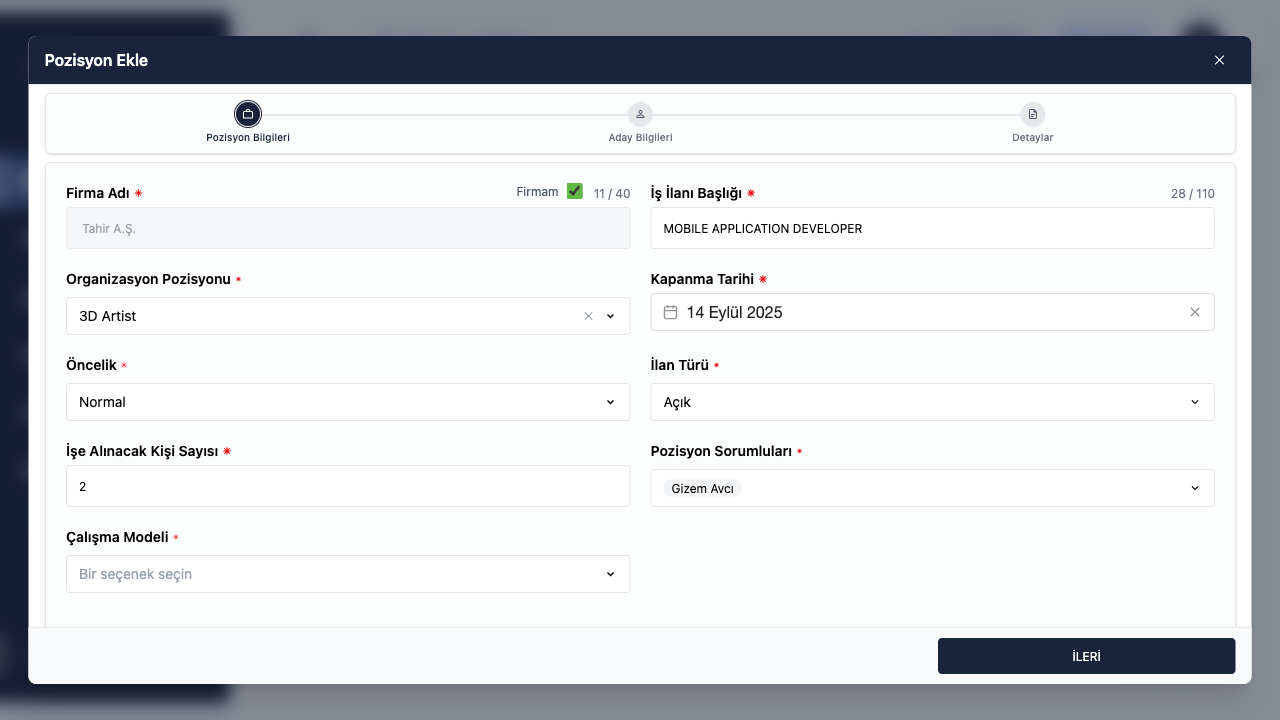 Pozisyon Ekle
Pozisyon Bilgileri
Aday Bilgileri
Detaylar
Firma Adı *
Firmam
11 / 40
İş İlanı Başlığı *
28 / 110
Tahir A.Ş.
MOBILE APPLICATION DEVELOPER
Organizasyon Pozisyonu *
Kapanma Tarihi *
3D Artist
14 Eylül 2025
Öncelik *
İlan Türü *
Normal
Açık
İşe Alınacak Kişi Sayısı *
Pozisyon Sorumluları *
2
Gizem Avcı
Çalışma Modeli *
Bir seçenek seçin
İLERİ